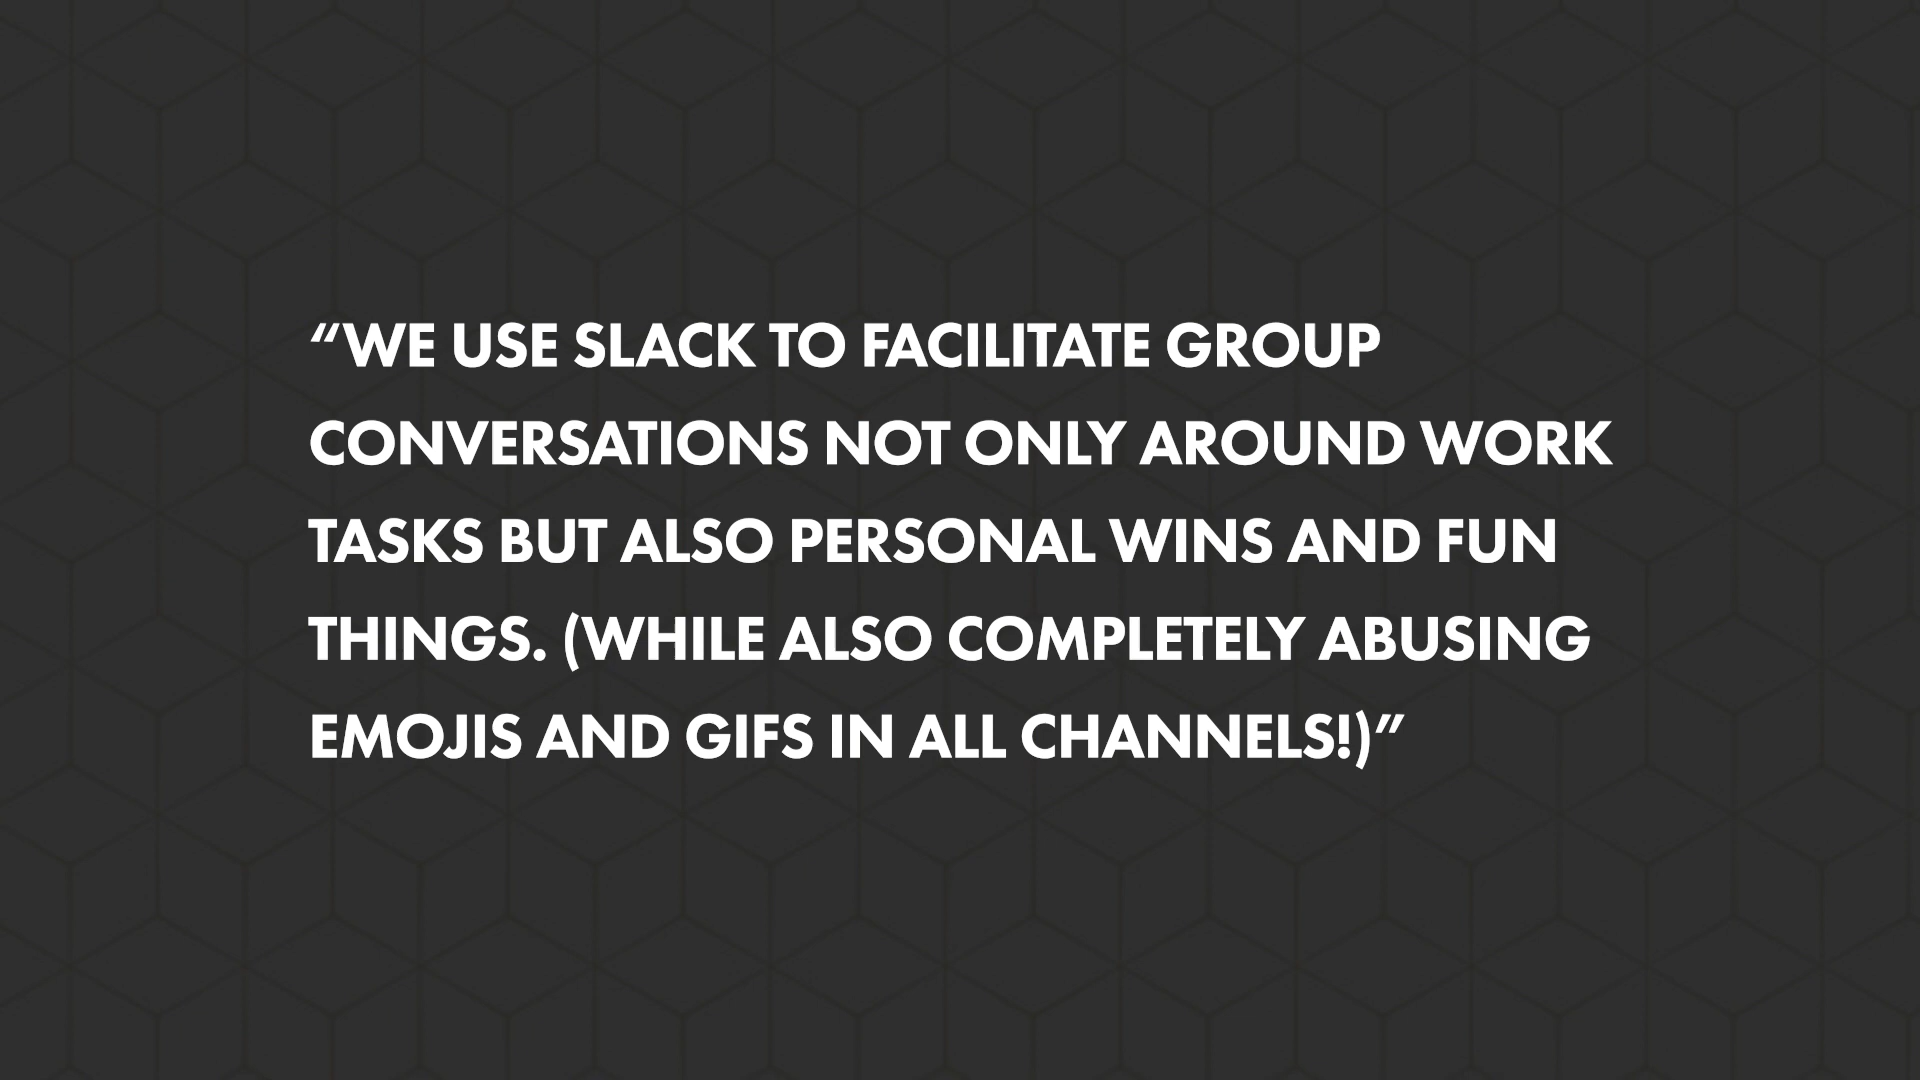 “WE USE SLACK TO FACILITATE GROUP
CONVERSATIONS NOT ONLY AROUND WORK
TASKS BUT ALSO PERSONAL WINS AND FUN
THINGS. (WHILE ALSO COMPLETELY ABUSING
EMOJIS AND GIFS IN ALL CHANNELS!)”